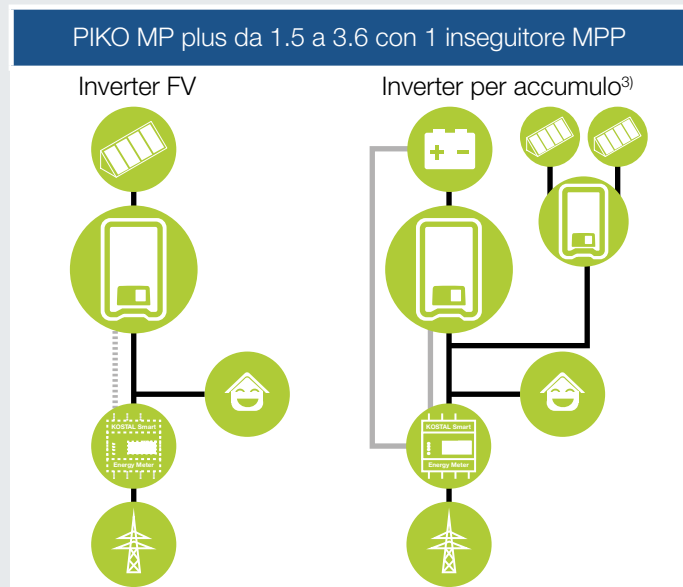 PIKO MP plus da 1.5 a 3.6 con 1 inseguitore MPP
Inverter FV
Inverter per accumulo³⁾
KOSTAL Smart
Energy Meter
KOSTAL Smart
Energy Meter